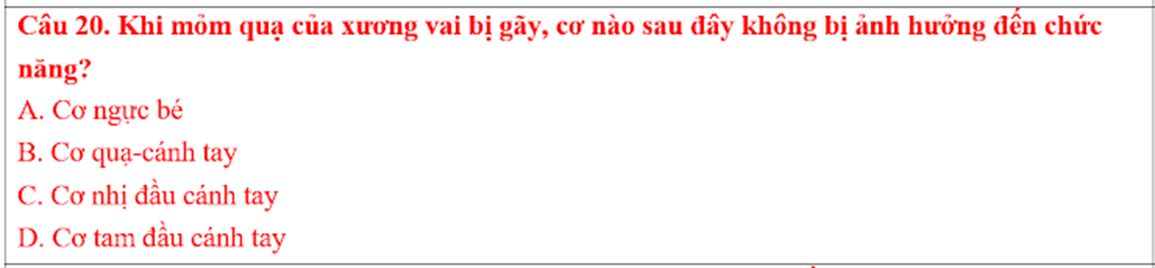 Câu 20. Khi mỏm quạ của xương vai bị gãy, cơ nào sau đây không bị ảnh hưởng đến chức
năng?
A. Cơ ngực bé
B. Cơ quạ-cánh tay
C. Cơ nhị đầu cánh tay
D. Cơ tam đầu cánh tay